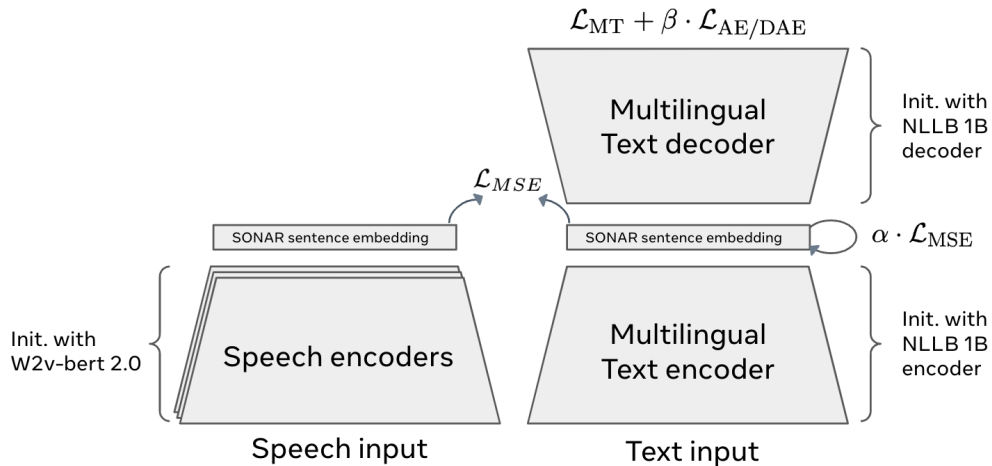 ℒ_MT + β · ℒ_AE/DAE
Multilingual
Text decoder
Init. with
NLLB 1B
decoder
ℒ_MSE
SONAR sentence embedding
SONAR sentence embedding
α · ℒ_MSE
Init. with
W2v-bert 2.0
Speech encoders
Multilingual
Text encoder
Init. with
NLLB 1B
encoder
Speech input
Text input